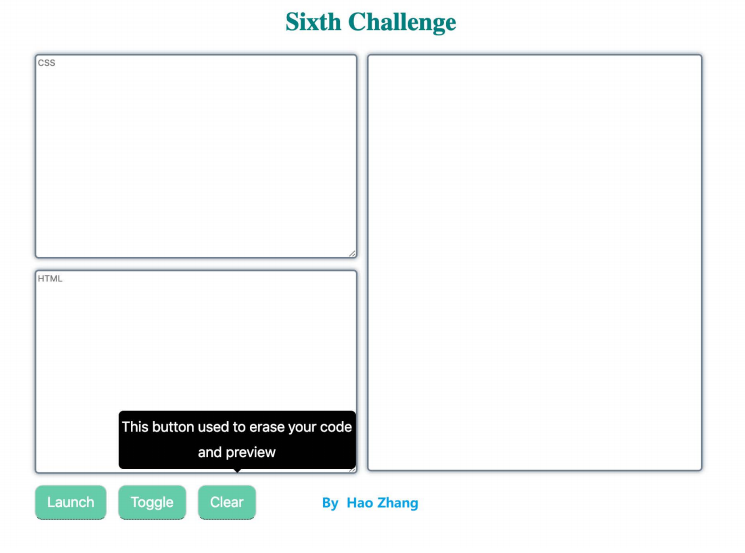 Sixth Challenge
CSS
HTML
This button used to erase your code
and preview
Launch Toggle Clear By Hao Zhang